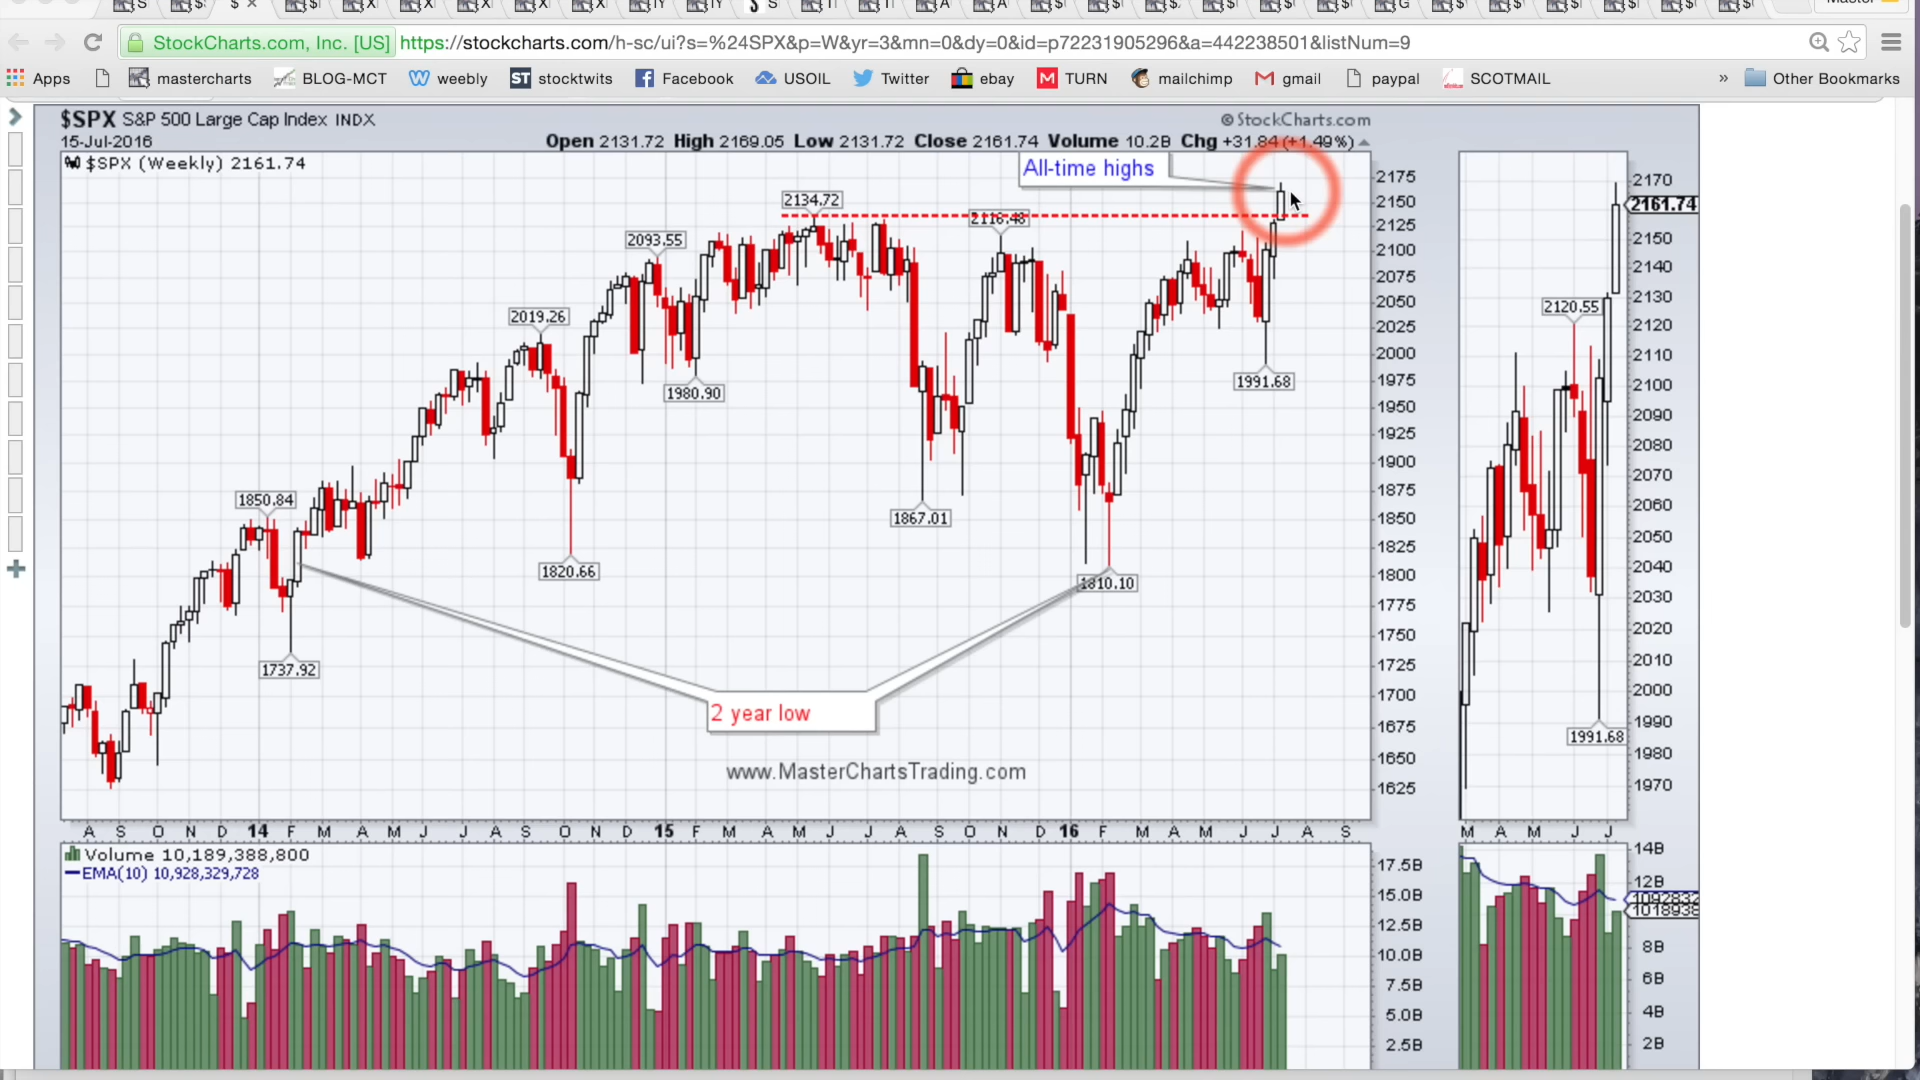 Master
StockCharts.com, Inc. [US] https://stockcharts.com/h-sc/ui?s=%24SPX&p=W&yr=3&mn=0&dy=0&id=p72231905296&a=442238501&listNum=9
Apps mastercharts BLOG-MCT weebly ST stocktwits Facebook USOIL Twitter ebay M TURN mailchimp gmail paypal SCOTMAIL » Other Bookmarks
$SPX S&P 500 Large Cap Index INDX © StockCharts.com
15-Jul-2016 Open 2131.72 High 2169.05 Low 2131.72 Close 2161.74 Volume 10.2B Chg +31.84 (+1.49%)
$SPX (Weekly) 2161.74
All-time highs
2134.72
2116.48
2093.55
2019.26
1991.68
1980.90
1850.84
1867.01
1820.66
1810.10
1737.92
2 year low
www.MasterChartsTrading.com
2175
2150
2125
2100
2075
2050
2025
2000
1975
1950
1925
1900
1875
1850
1825
1800
1775
1750
1725
1700
1675
1650
1625
A S O N D 14 F M A M J J A S O N D 15 F M A M J J A S O N D 16 F M A M J J A S
2170
2161.74
2150
2140
2130
2120
2110
2100
2090
2080
2070
2060
2050
2040
2030
2020
2010
2000
1990
1980
1970
2120.55
1991.68
M A M J J
Volume 10,189,388,800
EMA(10) 10,928,329,728
17.5B
15.0B
12.5B
10.0B
7.5B
5.0B
2.5B
14B
12B
1092832
1018938
8B
6B
4B
2B